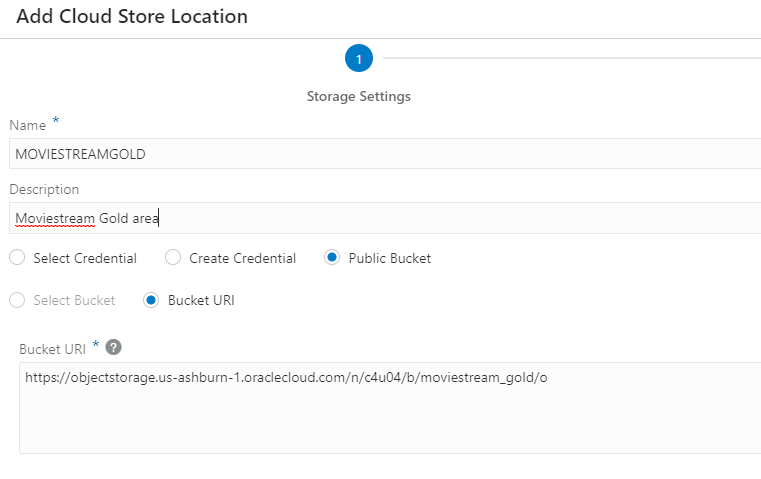 Add Cloud Store Location
1
Storage Settings
Name *
MOVIESTREAMGOLD
Description
Moviestream Gold area
Select Credential Create Credential Public Bucket
Select Bucket Bucket URI
Bucket URI * ?
https://objectstorage.us-ashburn-1.oraclecloud.com/n/c4u04/b/moviestream_gold/o